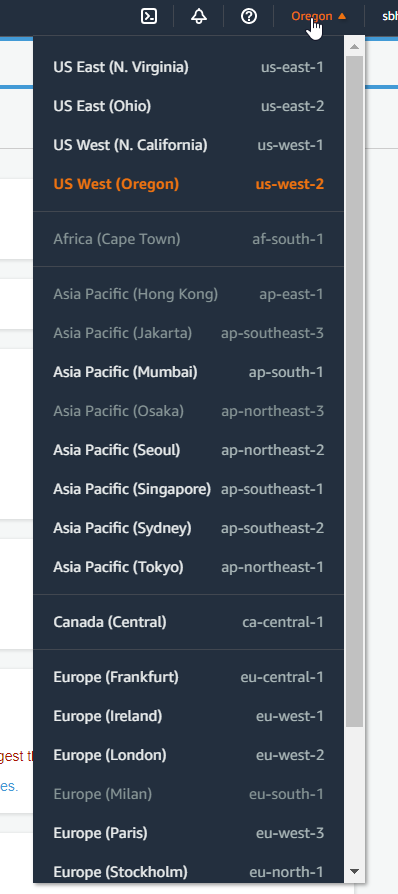 Oregon ▲
sbh
US East (N. Virginia) us-east-1
US East (Ohio) us-east-2
US West (N. California) us-west-1
US West (Oregon) us-west-2
Africa (Cape Town) af-south-1
Asia Pacific (Hong Kong) ap-east-1
Asia Pacific (Jakarta) ap-southeast-3
Asia Pacific (Mumbai) ap-south-1
Asia Pacific (Osaka) ap-northeast-3
Asia Pacific (Seoul) ap-northeast-2
Asia Pacific (Singapore) ap-southeast-1
Asia Pacific (Sydney) ap-southeast-2
Asia Pacific (Tokyo) ap-northeast-1
Canada (Central) ca-central-1
Europe (Frankfurt) eu-central-1
Europe (Ireland) eu-west-1
Europe (London) eu-west-2
gest th
es.
Europe (Milan) eu-south-1
Europe (Paris) eu-west-3
Europe (Stockholm) eu-north-1